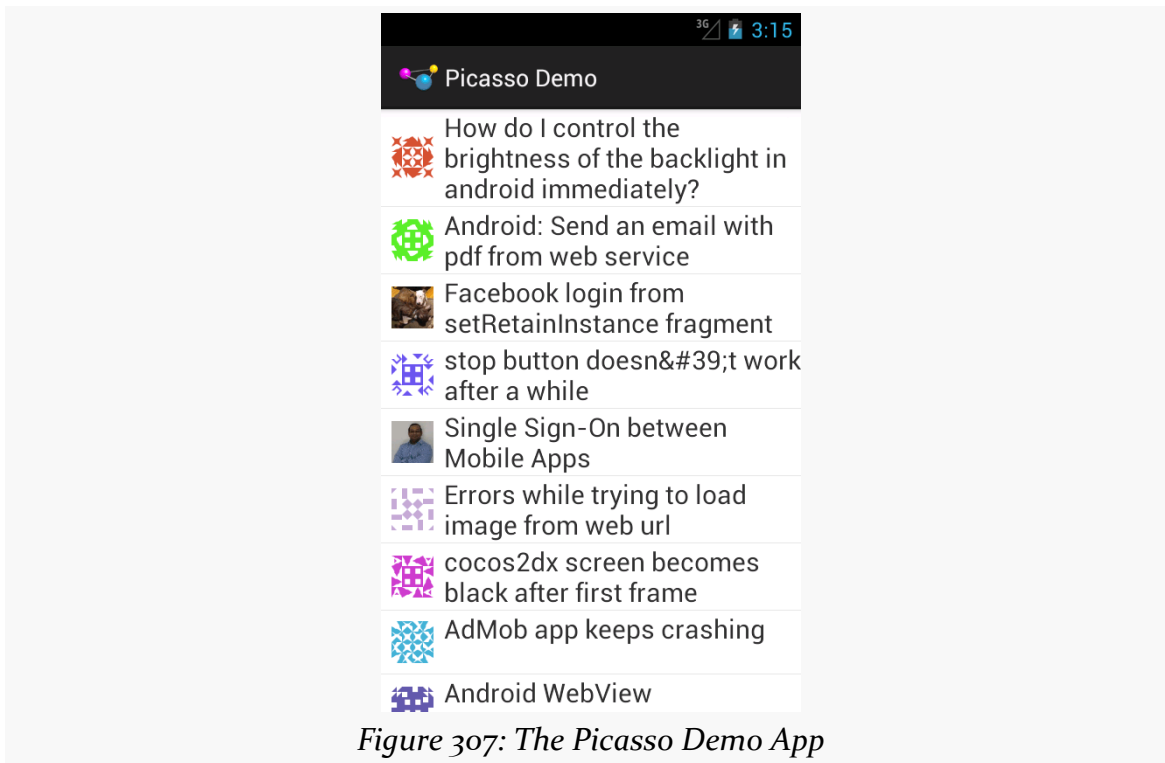 3G 3:15
Picasso Demo
How do I control the
brightness of the backlight in
android immediately?
Android: Send an email with
pdf from web service
Facebook login from
setRetainInstance fragment
stop button doesn&#39;t work
after a while
Single Sign-On between
Mobile Apps
Errors while trying to load
image from web url
cocos2dx screen becomes
black after first frame
AdMob app keeps crashing
Android WebView
Figure 307: The Picasso Demo App